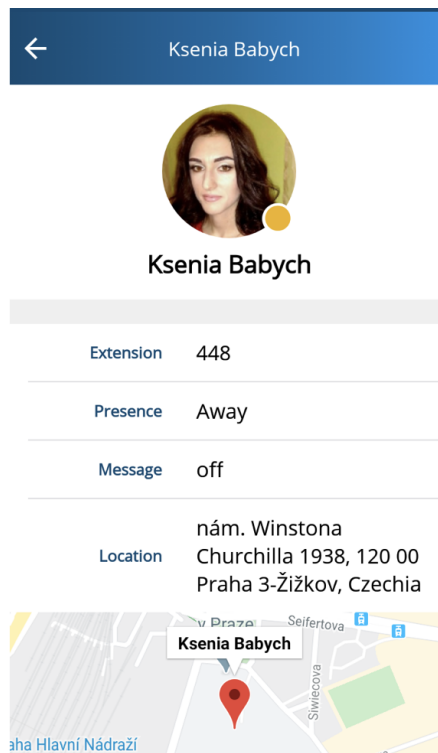 Ksenia Babych
Ksenia Babych
Extension 448
Presence Away
Message off
Location nám. Winstona
Churchilla 1938, 120 00
Praha 3-Žižkov, Czechia
v Praze
Seifertova
Ksenia Babych
Siwiecova
aha Hlavní Nádraží